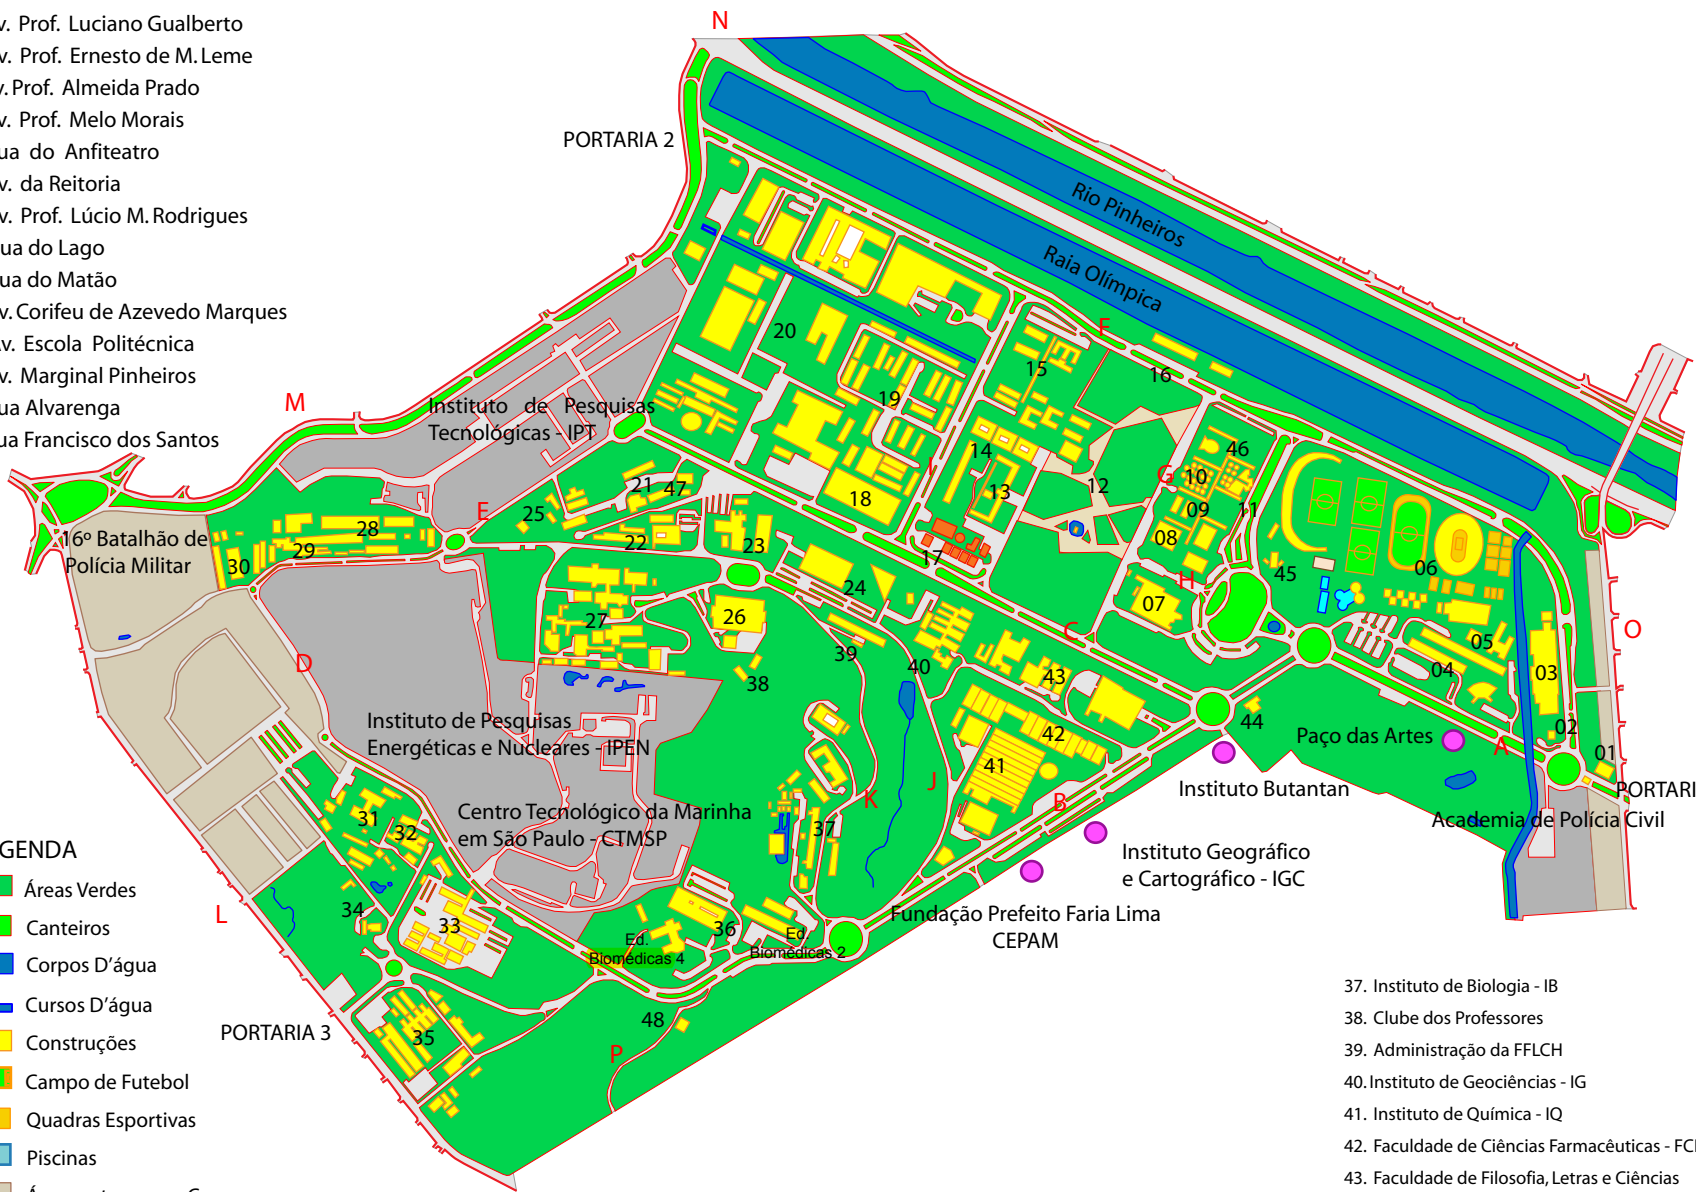 v. Prof. Luciano Gualberto
v. Prof. Ernesto de M. Leme
v. Prof. Almeida Prado
v. Prof. Melo Morais
ua do Anfiteatro
v. da Reitoria
v. Prof. Lúcio M. Rodrigues
ua do Lago
ua do Matão
v. Corifeu de Azevedo Marques
v. Escola Politécnica
v. Marginal Pinheiros
ua Alvarenga
ua Francisco dos Santos
N
PORTARIA 2
Rio Pinheiros
Raia Olímpica
F
20
15
16
19
M
Instituto de Pesquisas
Tecnológicas - IPT
14
46
I
G
10
21
47
18
13
12
11
09
E
25
28
22
23
17
08
16º Batalhão de
Polícia Militar
29
30
24
H
45
06
07
27
26
C
O
05
39
40
04
03
D
38
43
Instituto de Pesquisas
Energéticas e Nucleares - IPEN
44
42
Paço das Artes
02
A
01
41
Instituto Butantan
PORTARI
J
K
B
Centro Tecnológico da Marinha
em São Paulo - CTMSP
31
32
37
Academia de Polícia Civil
Instituto Geográfico
e Cartográfico - IGC
34
L
33
36
Fundação Prefeito Faria Lima
CEPAM
Ed.
Biomédicas 4
Ed.
Biomédicas 2
PORTARIA 3
35
48
P
GENDA
Áreas Verdes
Canteiros
Corpos D'água
Cursos D'água
Construções
Campo de Futebol
Quadras Esportivas
Piscinas
37. Instituto de Biologia - IB
38. Clube dos Professores
39. Administração da FFLCH
40. Instituto de Geociências - IG
41. Instituto de Química - IQ
42. Faculdade de Ciências Farmacêuticas - FC
43. Faculdade de Filosofia, Letras e Ciências